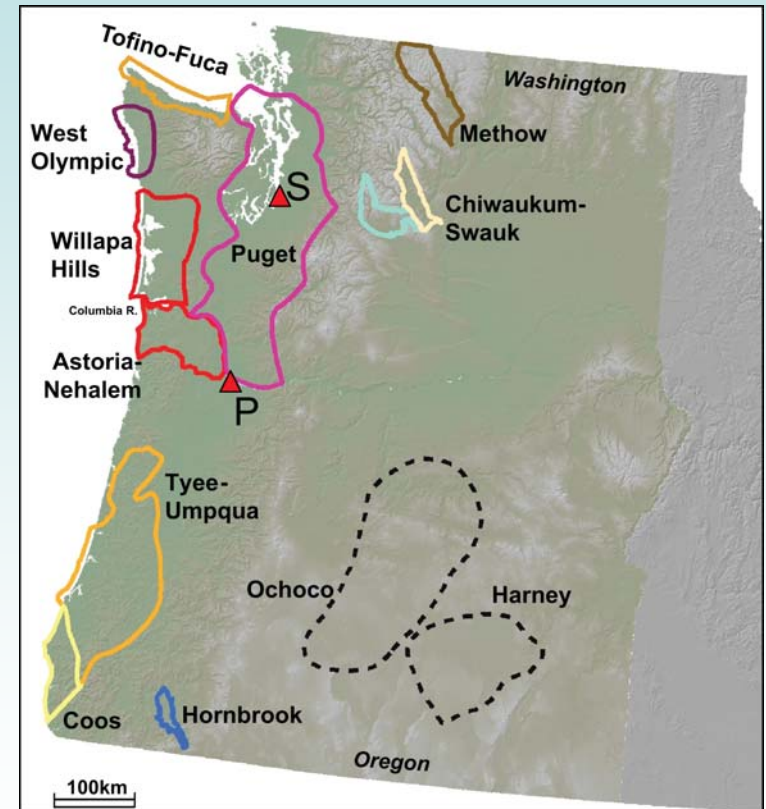 Tofino-Fuca
Washington
West
Olympic
Methow
S
Chiwaukum-
Swauk
Willapa
Hills
Puget
Columbia R.
Astoria-
Nehalem
P
Tyee-
Umpqua
Ochoco
Harney
Coos
Hornbrook
Oregon
100km